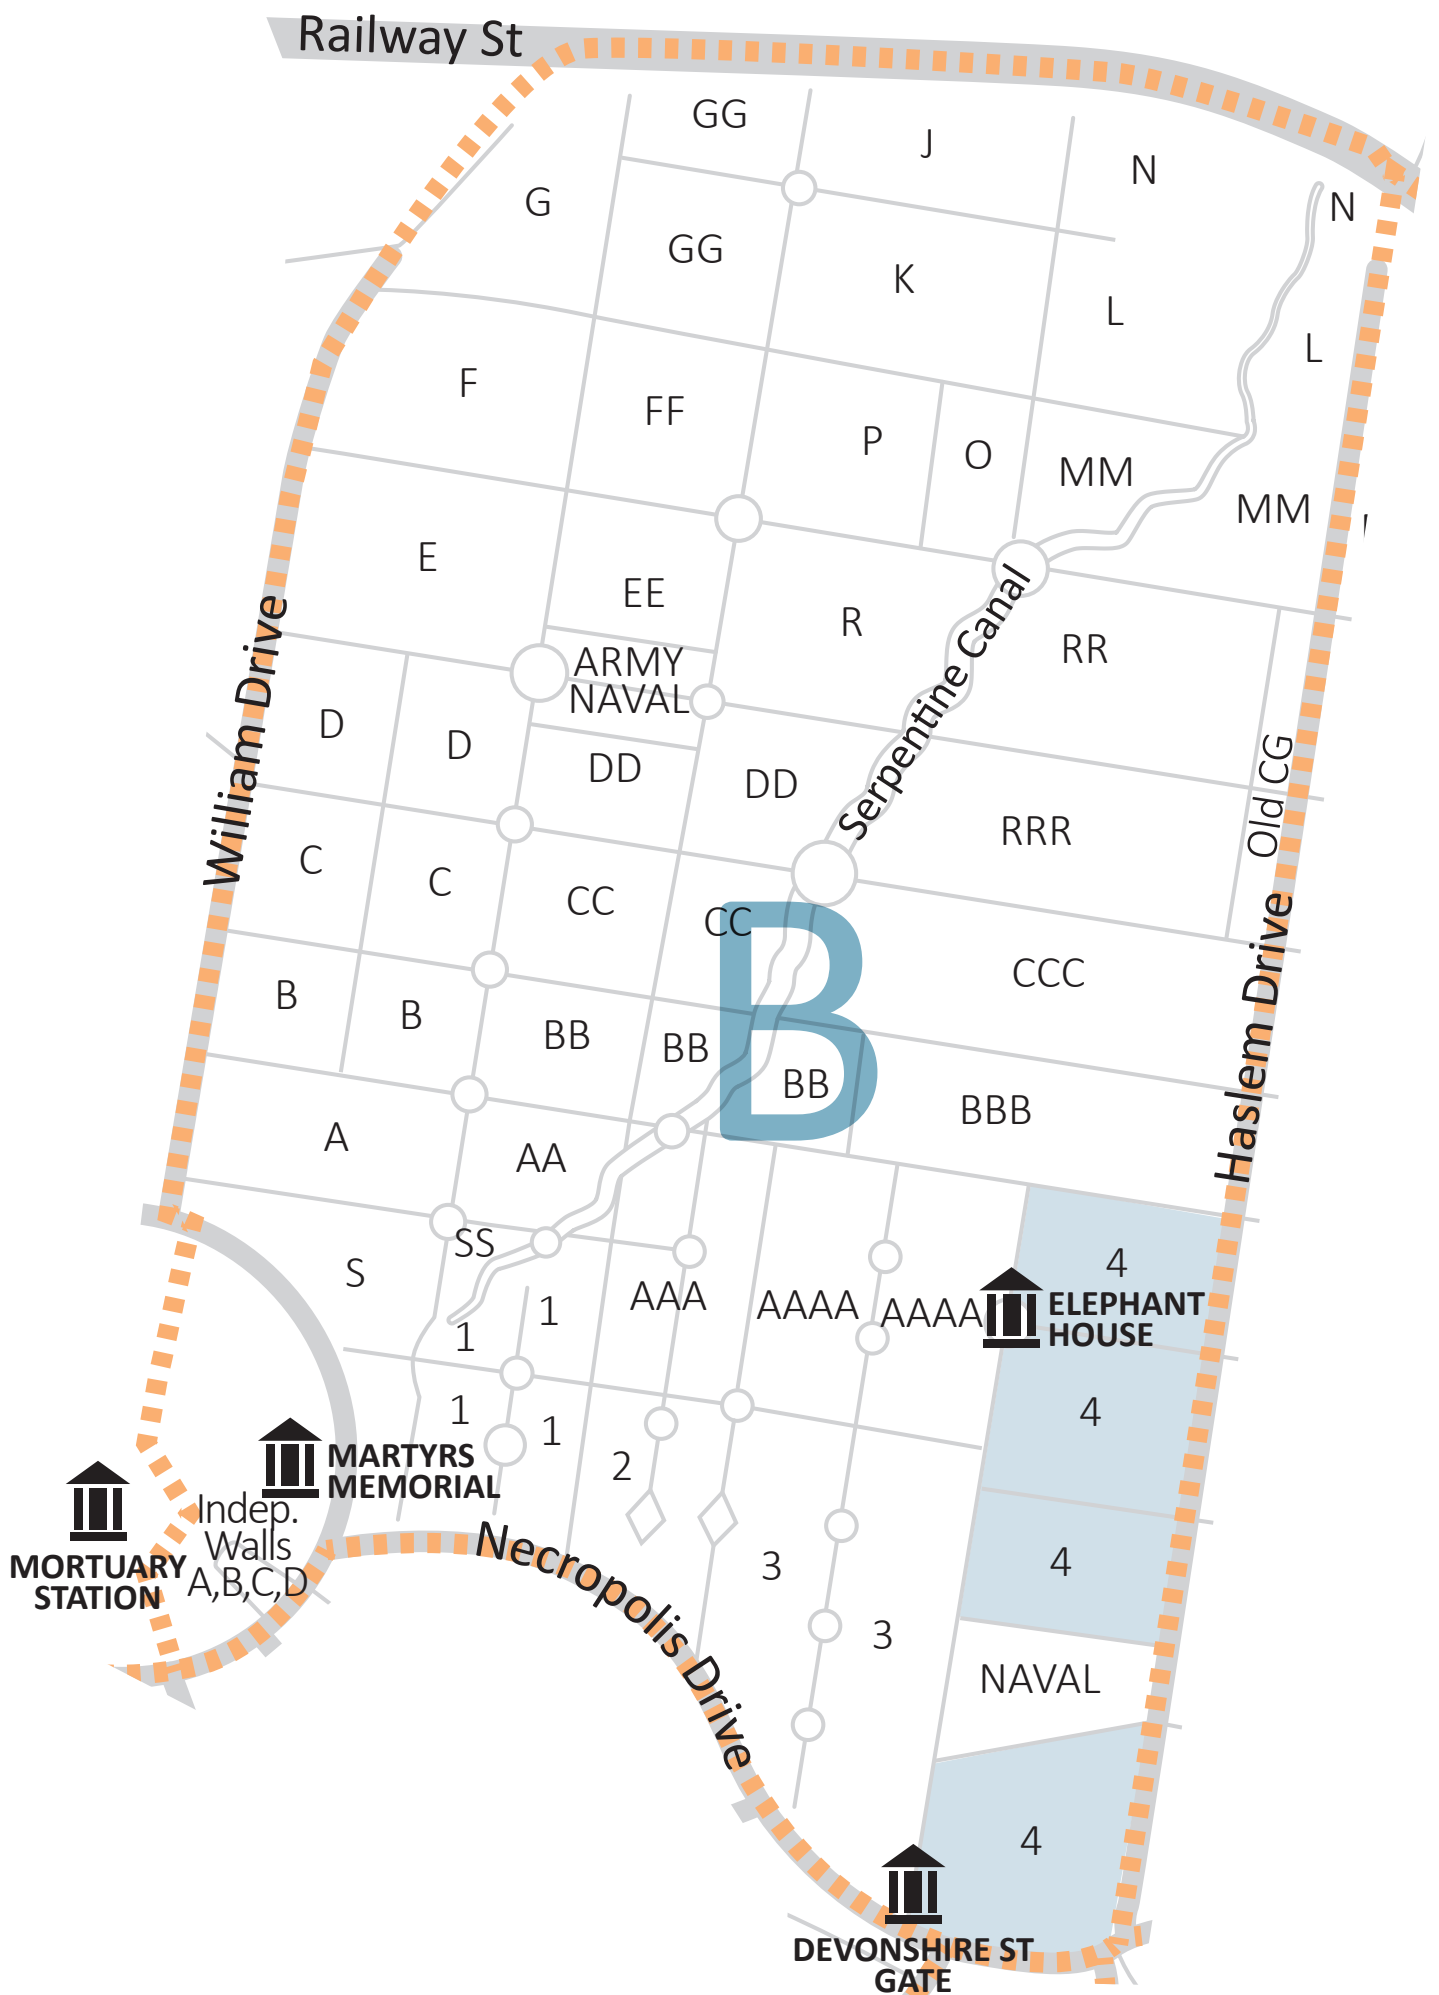 Railway St
GG
J
N
N
G
GG
K
L
L
F
FF
P
O
MM
MM
E
EE
R
RR
ARMY
NAVAL
William Drive
Serpentine Canal
D
D
DD
DD
RRR
Old CG
C
C
CC
CC
CCC
B
B
B
BB
BB
BB
BBB
Haslem Drive
A
AA
S
SS
1
1
AAA
AAAA
AAAA
4
ELEPHANT
HOUSE
1
1
2
4
MARTYRS
MEMORIAL
Indep.
Walls
A,B,C,D
MORTUARY
STATION
Necropolis Drive
3
3
4
NAVAL
4
DEVONSHIRE ST
GATE